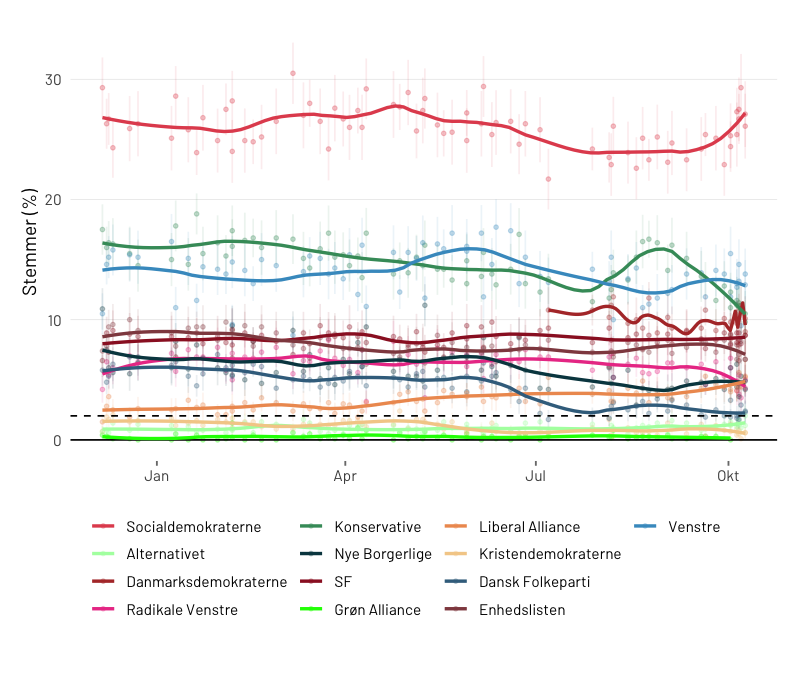 Stemmer (%)
30
20
10
0
Jan Apr Jul Okt
Socialdemokraterne Konservative Liberal Alliance Venstre
Alternativet Nye Borgerlige Kristendemokraterne
Danmarksdemokraterne SF Dansk Folkeparti
Radikale Venstre Grøn Alliance Enhedslisten